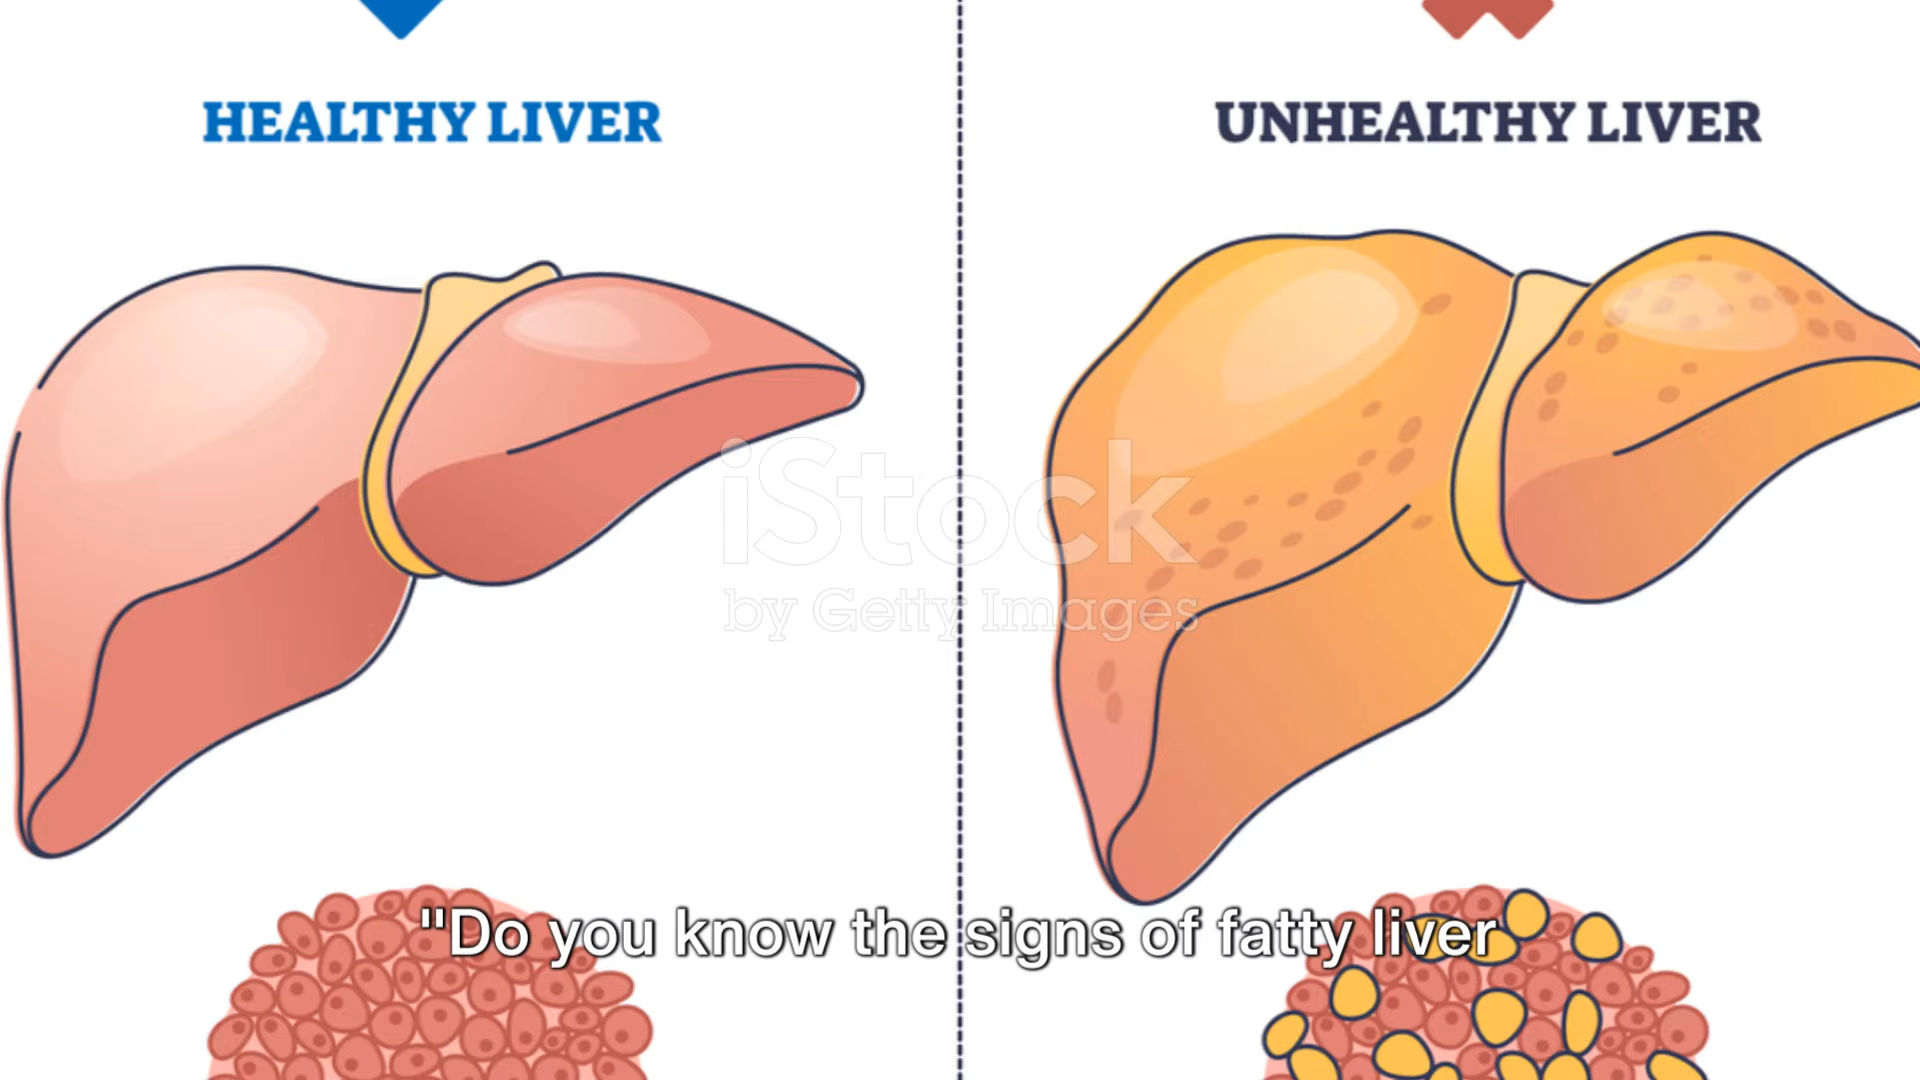 HEALTHY LIVER
UNHEALTHY LIVER
iStock
by Getty Images
"Do you know the signs of fatty liver